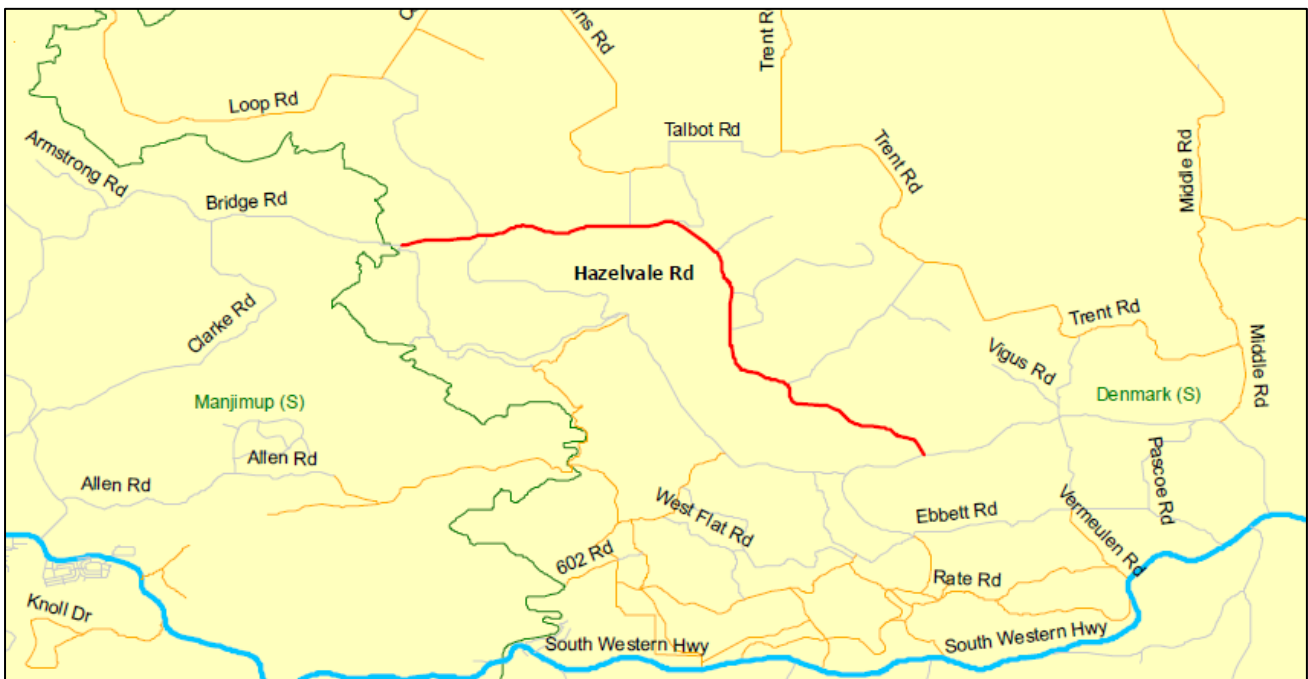 Trent R
ins Rd
Loop Rd
Talbot Rd
Armstrong Rd
Bridge Rd
Trent Rd
Middle Rd
Hazelvale Rd
Clarke Rd
Trent Rd
Vigus Rd
Middle Rd
Manjimup (S)
Denmark (S)
Allen Rd
Allen Rd
Pascoe Rd
West Flat Rd
Ebbett Rd
Vermeulen Rd
602 Rd
Rate Rd
Knoll Dr
South Western Hwy
South Western Hwy